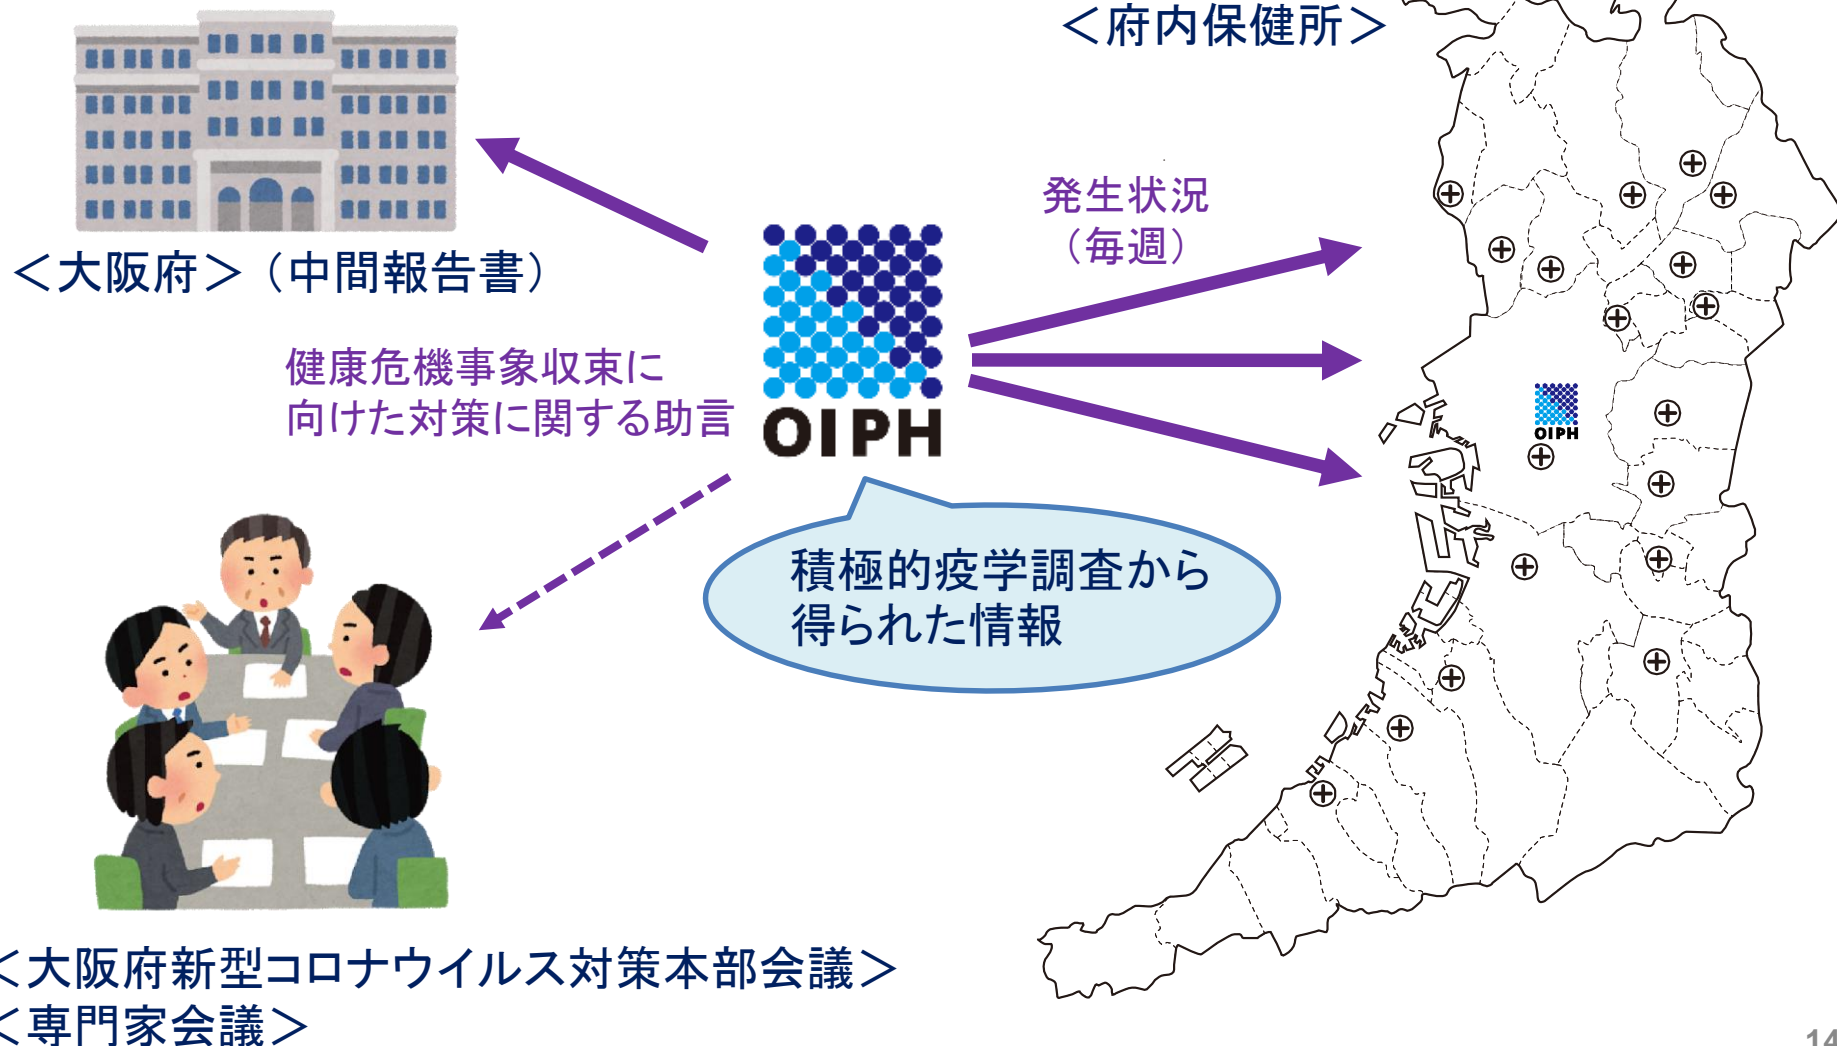 ＜府内保健所＞
発生状況
（毎週）
＜大阪府＞（中間報告書）
健康危機事象収束に
向けた対策に関する助言
OIPH
OIPH
積極的疫学調査から
得られた情報
＜大阪府新型コロナウイルス対策本部会議＞
＜専門家会議＞
14